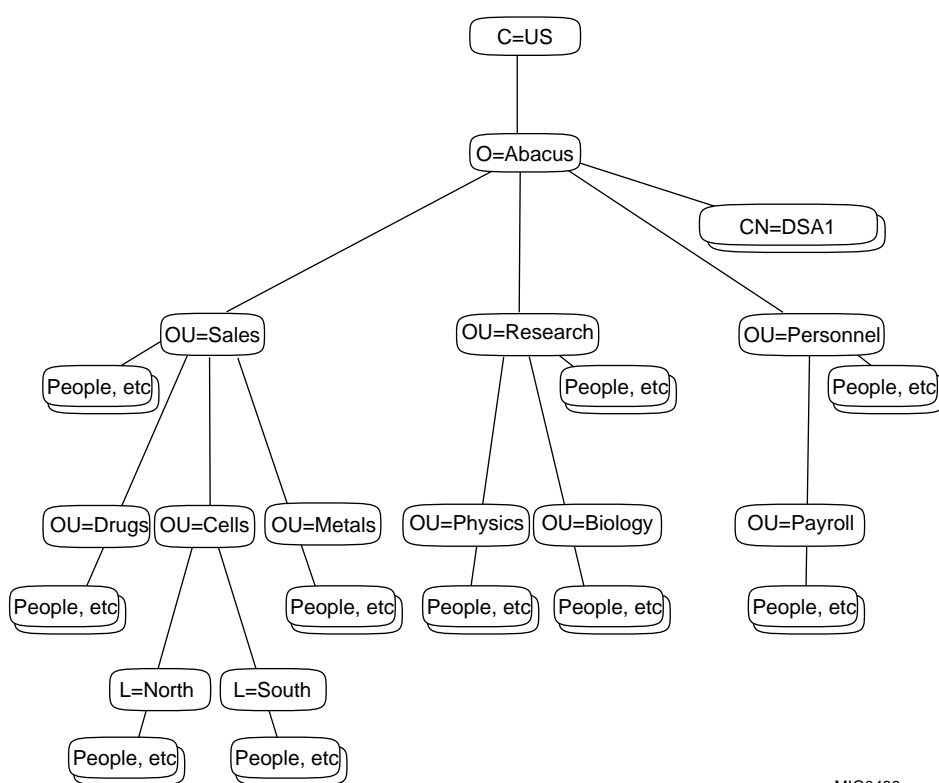 C=US
O=Abacus
CN=DSA1
OU=Sales
OU=Research
OU=Personnel
People, etc
People, etc
People, etc
OU=Drugs
OU=Cells
OU=Metals
OU=Physics
OU=Biology
OU=Payroll
People, etc
People, etc
People, etc
People, etc
People, etc
L=North
L=South
People, etc
People, etc